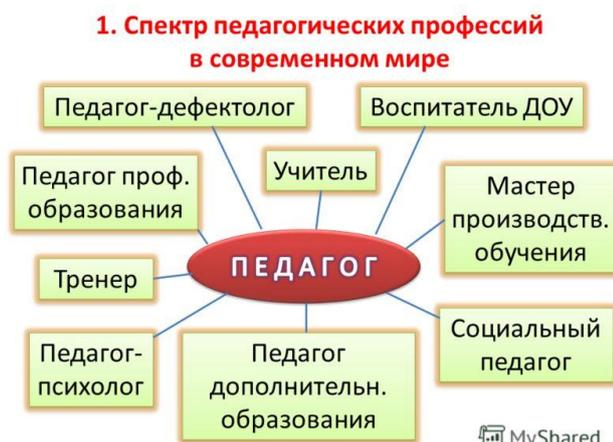 1. Спектр педагогических профессий
в современном мире
Педагог-дефектолог
Воспитатель ДОУ
Учитель
Педагог проф.
образования
Мастер
производств.
обучения
ПЕДАГОГ
Тренер
Социальный
педагог
Педагог-
психолог
Педагог
дополнительн.
образования
MyShared